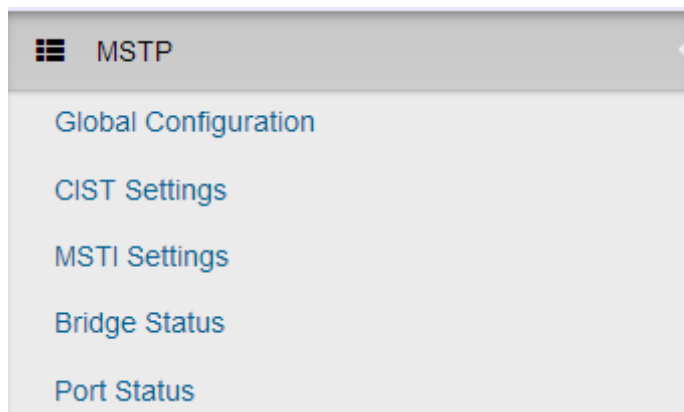 MSTP
Global Configuration
CIST Settings
MSTI Settings
Bridge Status
Port Status